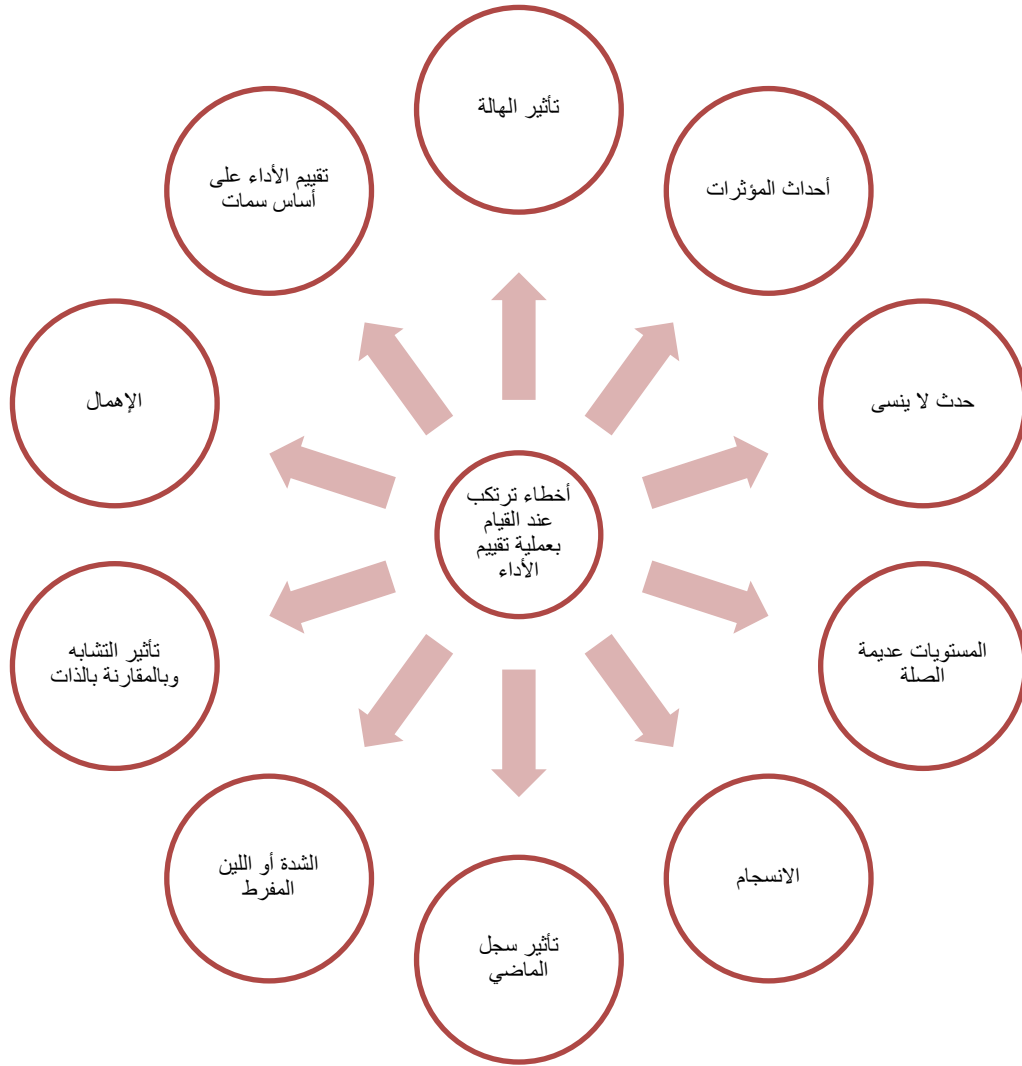 تأثير الهالة
أحداث المؤثرات
حدث لا ينسى
المستويات عديمة
الصلة
الانسجام
تأثير سجل
الماضي
الشدة أو اللين
المفرط
تأثير التشابه
وبالمقارنة بالذات
الإهمال
تقييم الأداء على
أساس سمات
أخطاء ترتكب
عند القيام
بعملية تقييم
الأداء